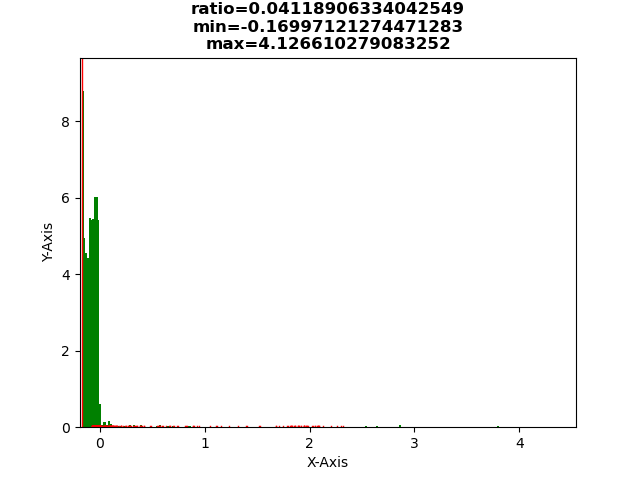 ratio=0.04118906334042549
min=-0.16997121274471283
max=4.126610279083252
8
6
4
2
0
Y-Axis
0 1 2 3 4
X-Axis